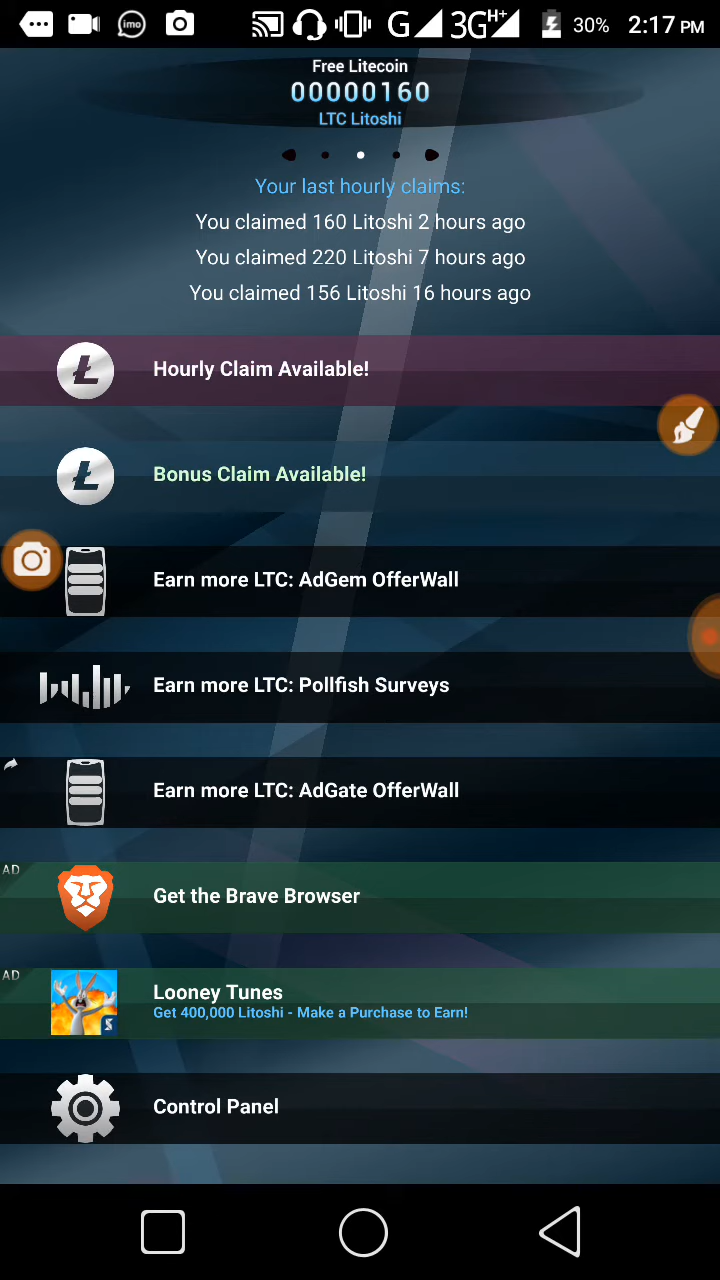 imo
G
3G
H+
30%
2:17 PM
Free Litecoin
00000160
LTC Litoshi
Your last hourly claims:
You claimed 160 Litoshi 2 hours ago
You claimed 220 Litoshi 7 hours ago
You claimed 156 Litoshi 16 hours ago
Hourly Claim Available!
Bonus Claim Available!
Earn more LTC: AdGem OfferWall
Earn more LTC: Pollfish Surveys
Earn more LTC: AdGate OfferWall
AD
Get the Brave Browser
AD
Looney Tunes
Get 400,000 Litoshi - Make a Purchase to Earn!
Control Panel